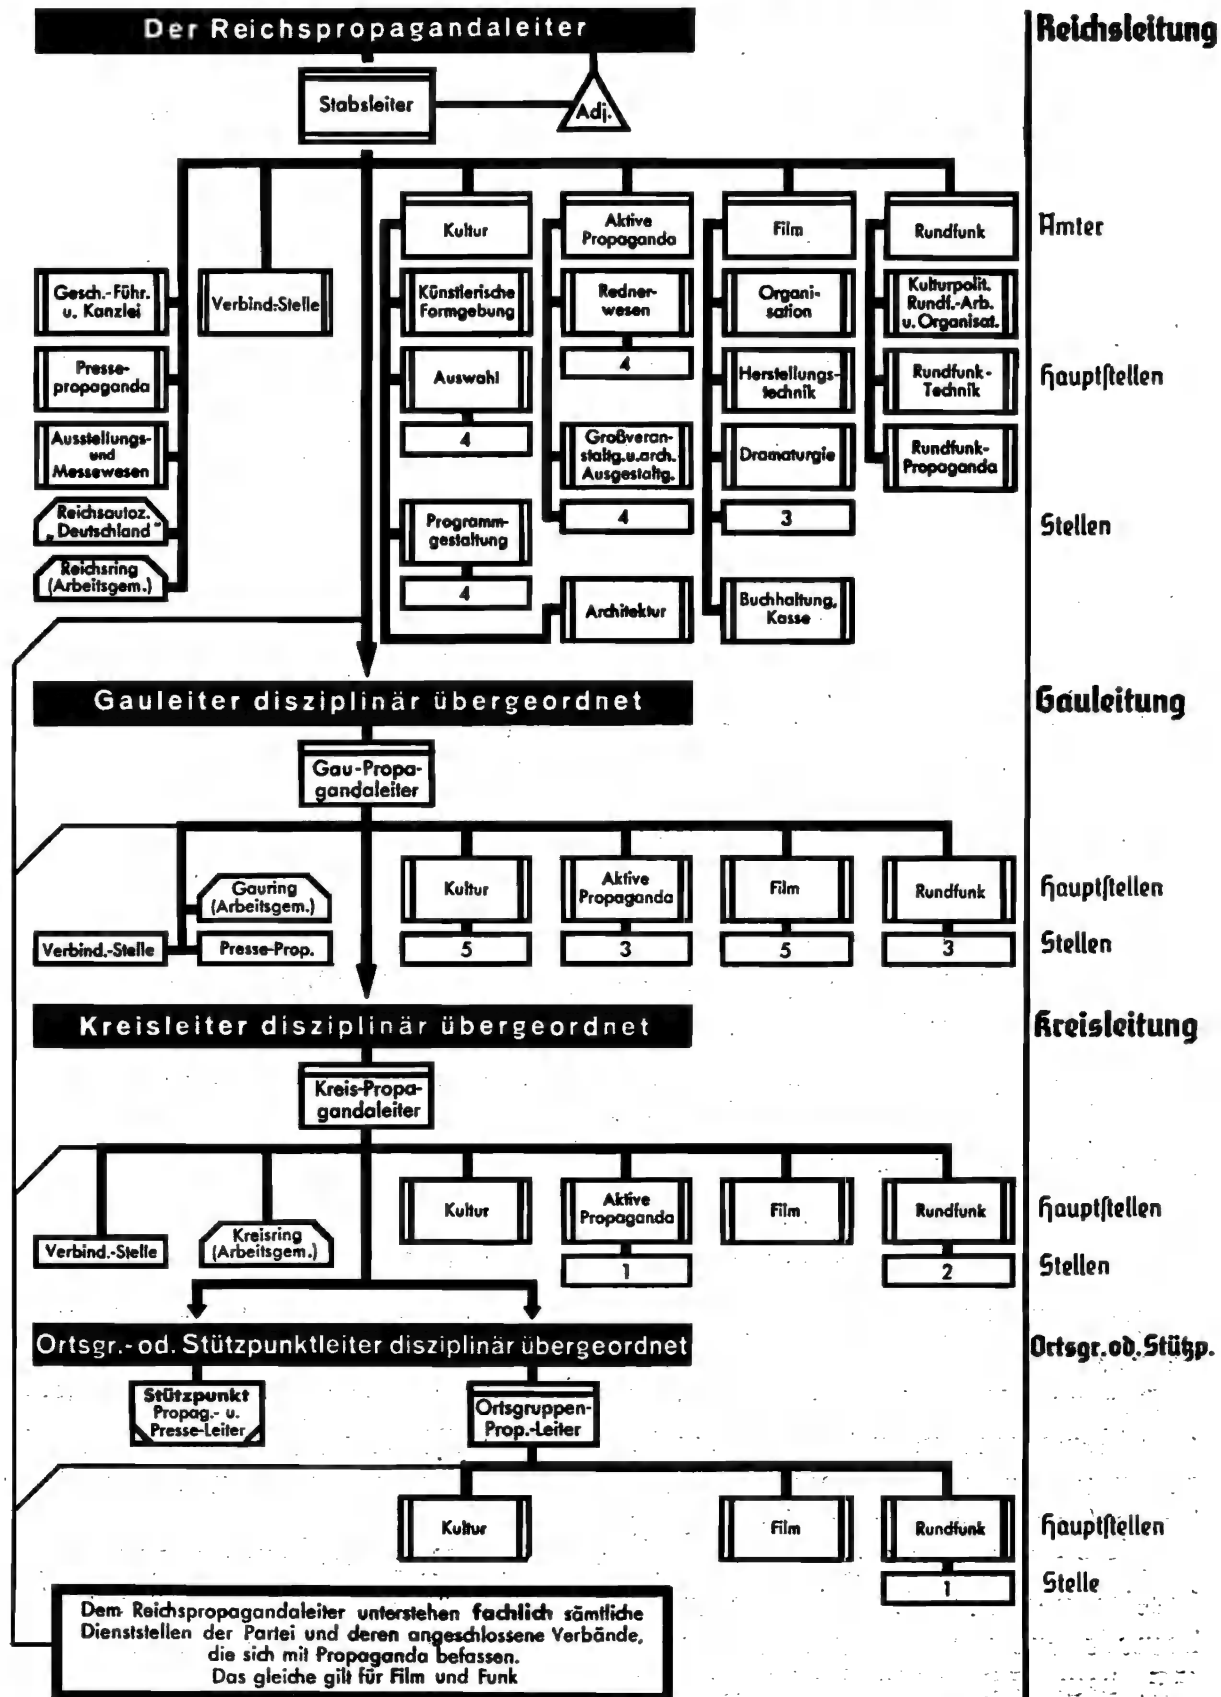 Der Reichspropagandaleiter
Reichsleitung
Stabsleiter
Adj.
Kultur
Aktive
Propaganda
Film
Rundfunk
Ämter
Gesch.-Führ.
u. Kanzlei
Verbind.-Stelle
Künstlerische
Formgebung
Redner-
wesen
Organi-
sation
Kulturpolit.
Rundf.-Arb.
u. Organisat.
4
Presse-
propaganda
Auswahl
Herstellungs-
technik
Rundfunk-
Technik
Hauptstellen
4
Ausstellungs-
und
Messewesen
Großveran-
staltg.u.arch.
Ausgestaltg.
Dramaturgie
Rundfunk-
Propaganda
Reichsautoz.
„Deutschland"
Programm-
gestaltung
4
3
Stellen
Reichsring
(Arbeitsgem.)
4
Architektur
Buchhaltung,
Kasse
Gauleiter disziplinär übergeordnet
Gauleitung
Gau-Propa-
gandaleiter
Gauring
(Arbeitsgem.)
Kultur
Aktive
Propaganda
Film
Rundfunk
Hauptstellen
Verbind.-Stelle
Presse-Prop.
5
3
5
3
Stellen
Kreisleiter disziplinär übergeordnet
Kreisleitung
Kreis-Propa-
gandaleiter
Verbind.-Stelle
Kreisring
(Arbeitsgem.)
Kultur
Aktive
Propaganda
Film
Rundfunk
Hauptstellen
1
2
Stellen
Ortsgr.- od. Stützpunktleiter disziplinär übergeordnet
Ortsgr.od.Stützp.
Stützpunkt
Propag.- u.
Presse-Leiter
Ortsgruppen-
Prop.-Leiter
Kultur
Film
Rundfunk
Hauptstellen
1
Stelle
Dem Reichspropagandaleiter unterstehen fachlich sämtliche
Dienststellen der Partei und deren angeschlossene Verbände,
die sich mit Propaganda befassen.
Das gleiche gilt für Film und Funk